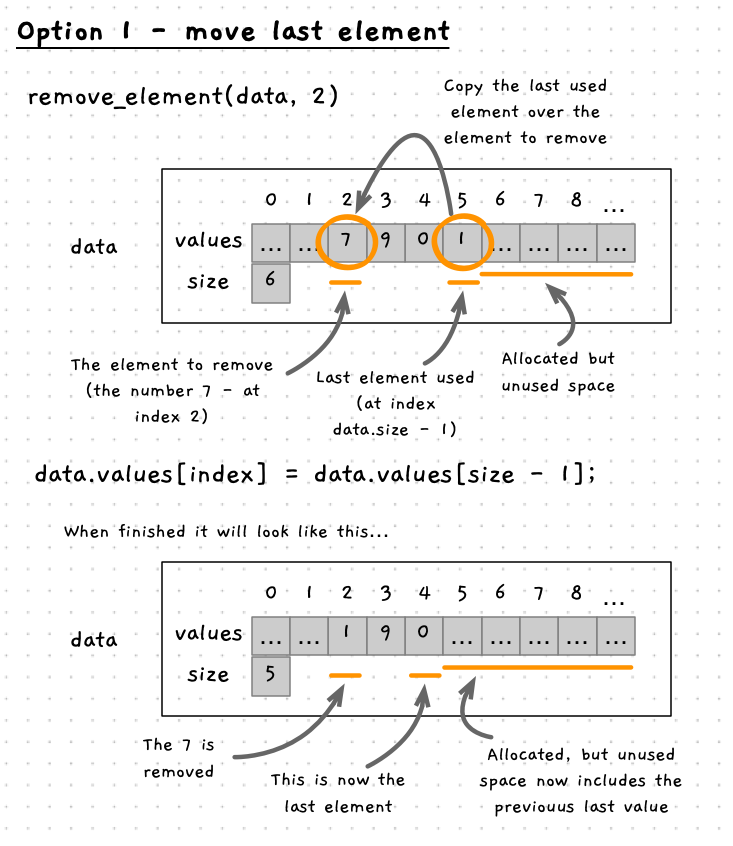 Option 1 - move last element
remove_element(data, 2)
Copy the last used
element over the
element to remove
0 1 2 3 4 5 6 7 8 ...
data
values ... ... 7 9 0 1 ... ... ... ...
size 6
The element to remove
(the number 7 - at
index 2)
Last element used
(at index
data.size - 1)
Allocated but
unused space
data.values[index] = data.values[size - 1];
When finished it will look like this...
0 1 2 3 4 5 6 7 8 ...
data
values ... ... 1 9 0 ... ... ... ... ...
size 5
The 7 is
removed
This is now the
last element
Allocated, but unused
space now includes the
previouus last value